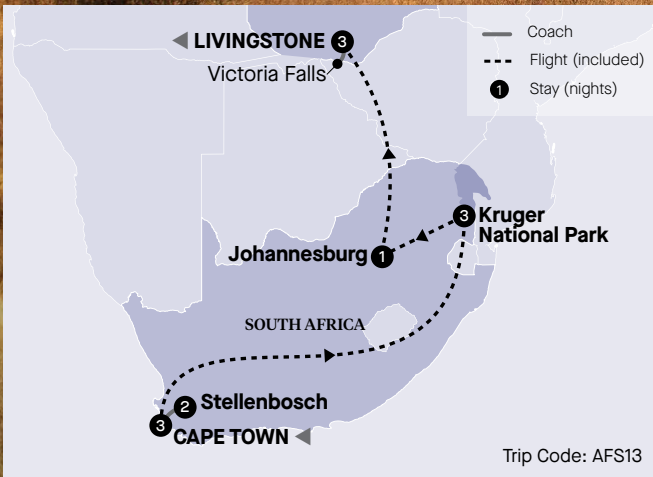 Coach
Flight (included)
1 Stay (nights)
LIVINGSTONE 3
Victoria Falls
3 Kruger
National Park
Johannesburg 1
SOUTH AFRICA
2 Stellenbosch
3 CAPE TOWN
Trip Code: AFS13